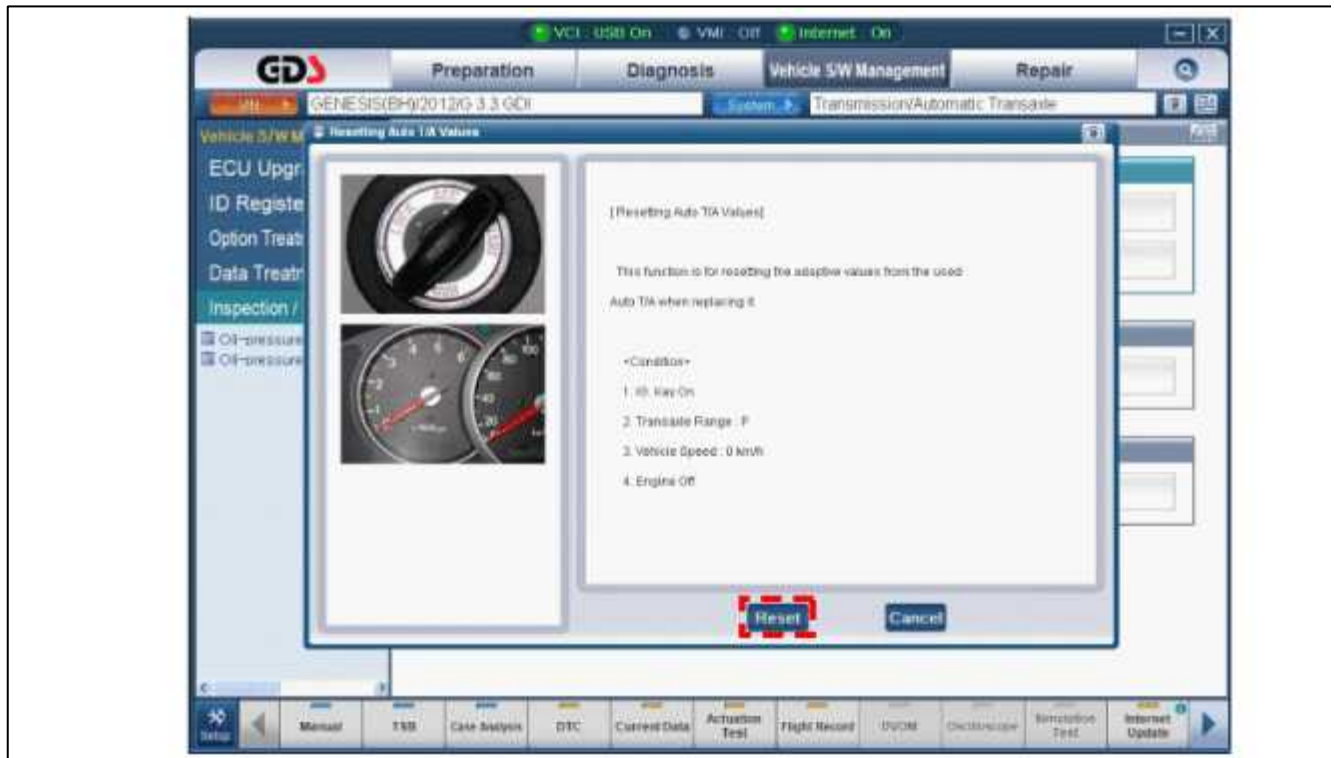 VCI : USB On VMI : Off Internet : On
GDS Preparation Diagnosis Vehicle S/W Management Repair
VIN GENESIS(BH)/2012/G 3.3 GDI System Transmission/Automatic Transaxle
Vehicle S/W M
Resetting Auto T/A Values
ECU Upgr
ID Registe
Option Treatr
Data Treatr
Inspection /
Oil-pressure
Oil-pressure
[Resetting Auto T/A Values]
This function is for resetting the adaptive values from the used
Auto T/A when replacing it
<Condition>
1. IG. Key On
2. Transaxle Range : P
3. Vehicle Speed : 0 km/h
4. Engine Off
Reset Cancel
Setup Manual TSB Case Analysis DTC Current Data Actuation Test Flight Record DVOM Oscilloscope Simulation Test Internet Update